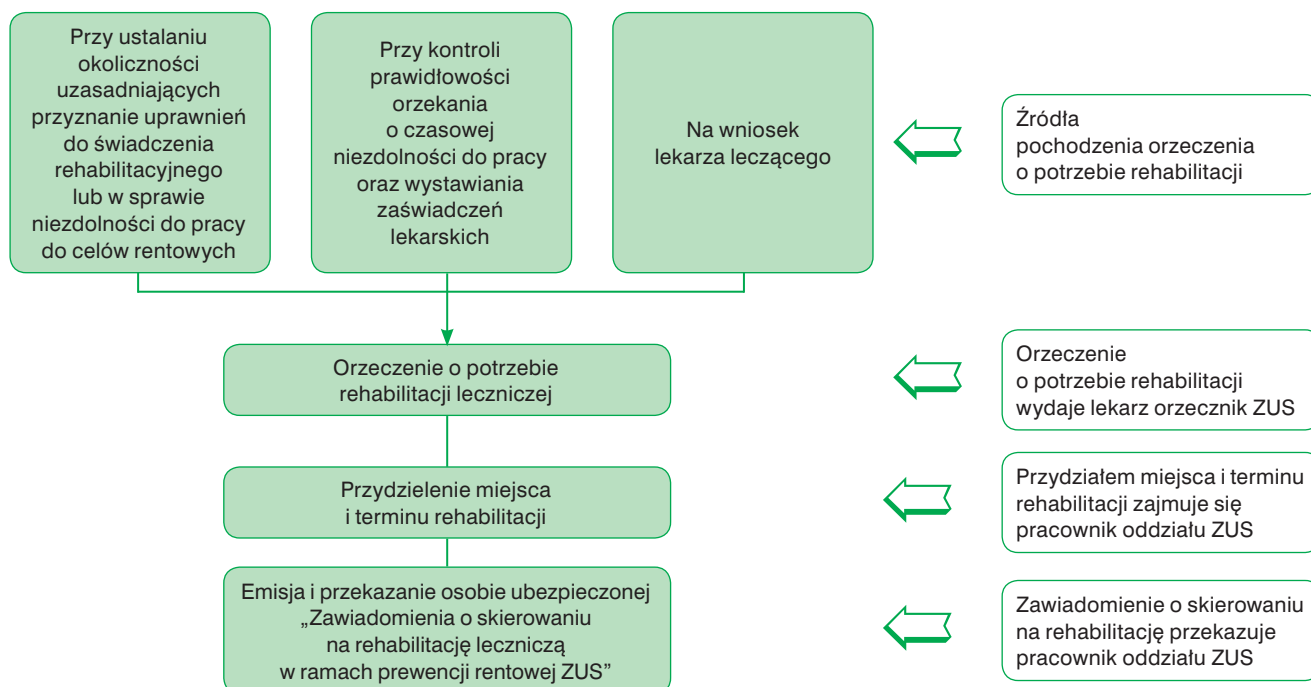 Przy ustalaniu
okoliczności
uzasadniających
przyznanie uprawnień
do świadczenia
rehabilitacyjnego
lub w sprawie
niezdolności do pracy
do celów rentowych
Przy kontroli
prawidłowości
orzekania
o czasowej
niezdolności do pracy
oraz wystawiania
zaświadczeń
lekarskich
Na wniosek
lekarza leczącego
Źródła
pochodzenia orzeczenia
o potrzebie rehabilitacji
Orzeczenie o potrzebie
rehabilitacji leczniczej
Orzeczenie
o potrzebie rehabilitacji
wydaje lekarz orzecznik ZUS
Przydzielenie miejsca
i terminu rehabilitacji
Przydziałem miejsca i terminu
rehabilitacji zajmuje się
pracownik oddziału ZUS
Emisja i przekazanie osobie ubezpieczonej
„Zawiadomienia o skierowaniu
na rehabilitację leczniczą
w ramach prewencji rentowej ZUS”
Zawiadomienie o skierowaniu
na rehabilitację przekazuje
pracownik oddziału ZUS